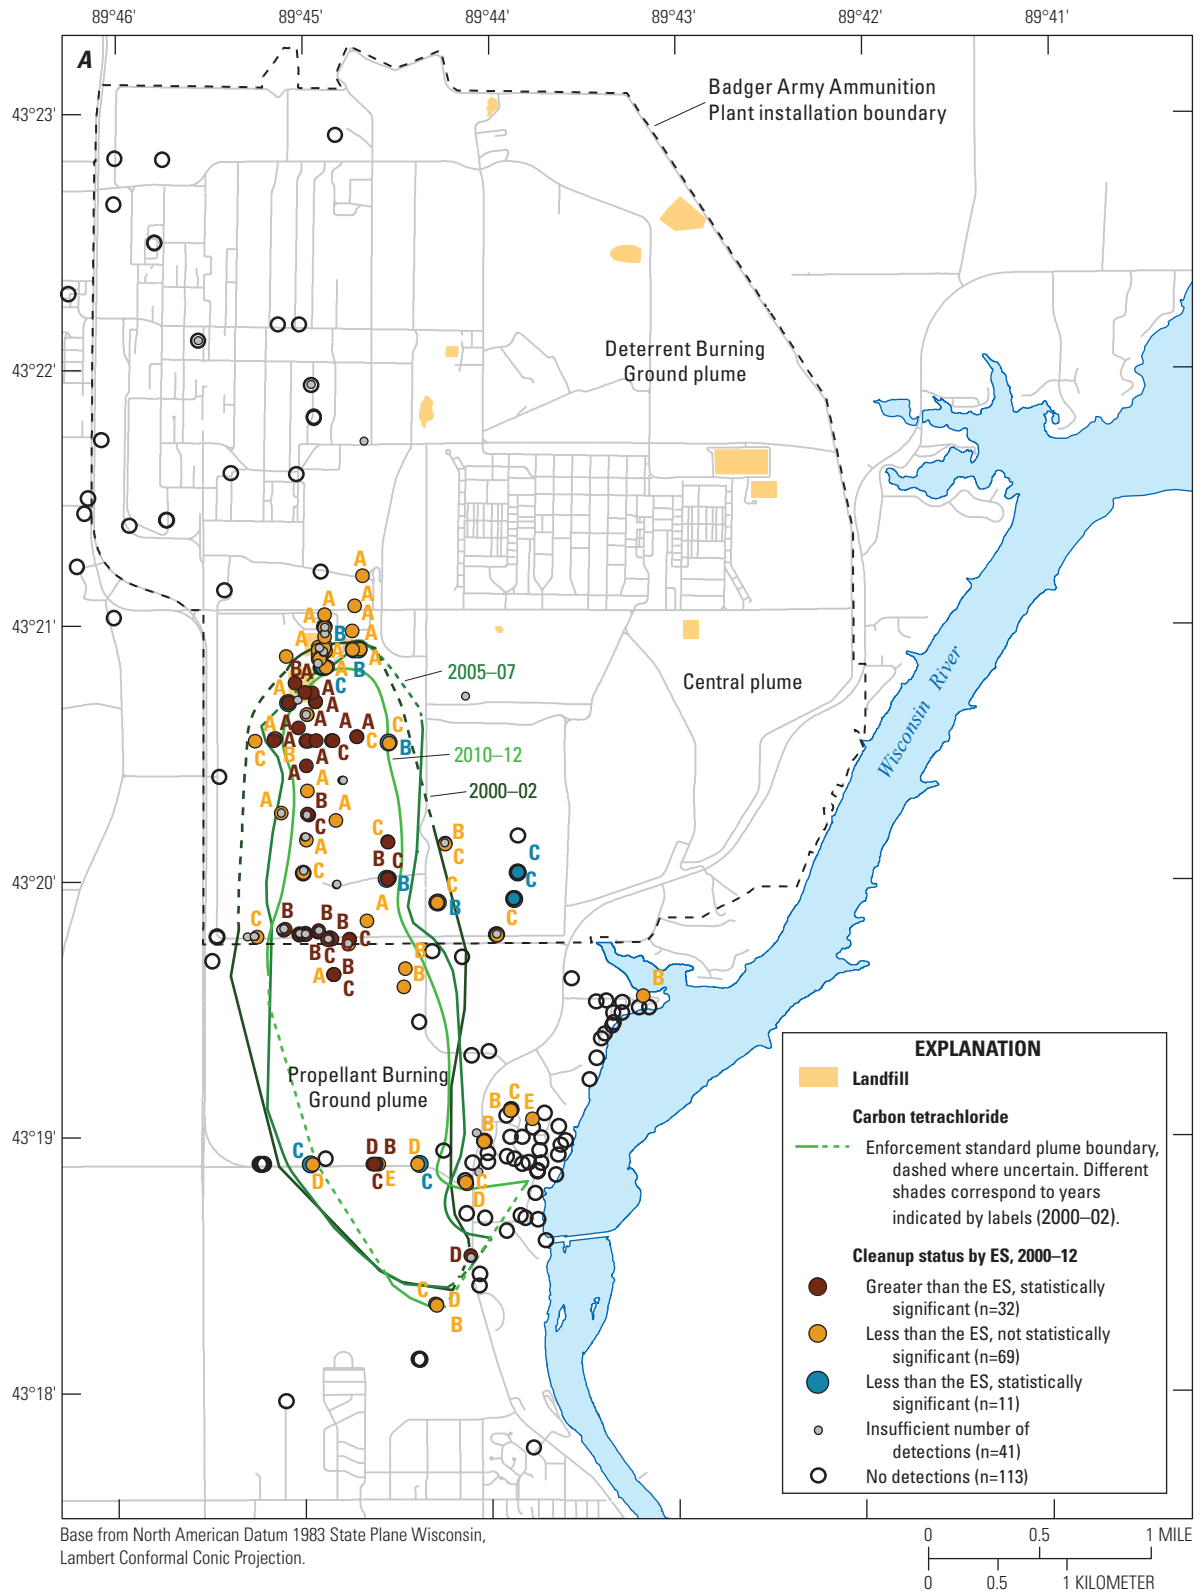 89°46' 89°45' 89°44' 89°43' 89°42' 89°41'
A
43°23'
43°22'
43°21'
43°20'
43°19'
43°18'
Badger Army Ammunition
Plant installation boundary
Deterrent Burning
Ground plume
Central plume
Wisconsin River
2005–07
2010–12
2000–02
A
A
A
A
A
A
B
A
A
A
A
B
B
A
A
C
A
A
A
A
A
A
A
A
C
C
B
C
B
C
A
A
A
A
B
A
C
A
C
B
C
C
B
C
B
C
C
B
A
C
B
C
C
C
B
B
B
C
B
C
A
B
C
B
B
B
Propellant Burning
Ground plume
B
C
E
B
C
D
D
B
C
E
D
C
C
D
D
C
D
B
EXPLANATION
Landfill
Carbon tetrachloride
Enforcement standard plume boundary,
dashed where uncertain. Different
shades correspond to years
indicated by labels (2000–02).
Cleanup status by ES, 2000–12
Greater than the ES, statistically
significant (n=32)
Less than the ES, not statistically
significant (n=69)
Less than the ES, statistically
significant (n=11)
Insufficient number of
detections (n=41)
No detections (n=113)
Base from North American Datum 1983 State Plane Wisconsin,
Lambert Conformal Conic Projection.
0 0.5 1 MILE
0 0.5 1 KILOMETER